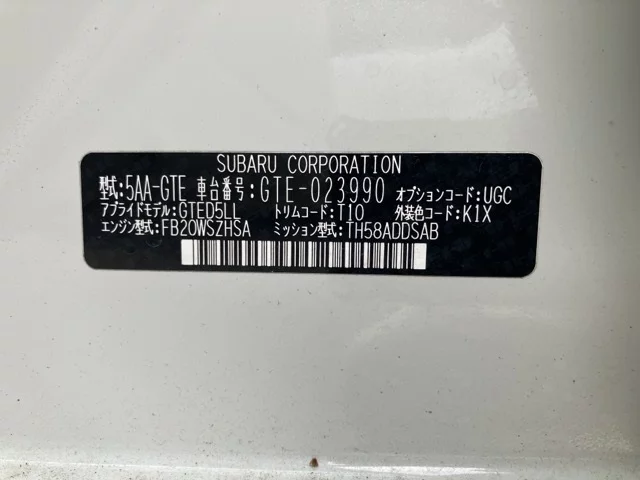 SUBARU CORPORATION
型式:5AA-GTE 車台番号:GTE-023990 オプションコード:UGC
アプライドモデル:GTED5LL トリムコード:T10 外装色コード:K1X
エンジン型式:FB20WSZHSA ミッション型式:TH58ADDSAB